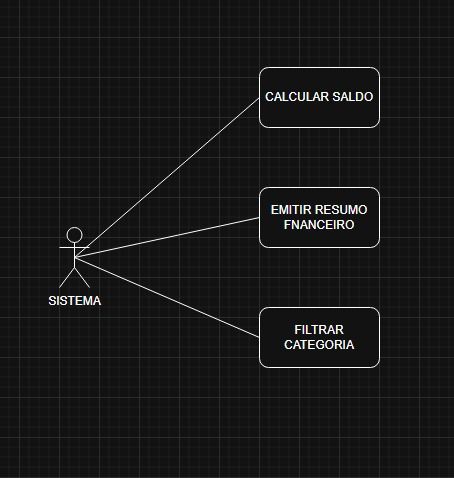 CALCULAR SALDO
EMITIR RESUMO
FNANCEIRO
SISTEMA
FILTRAR
CATEGORIA